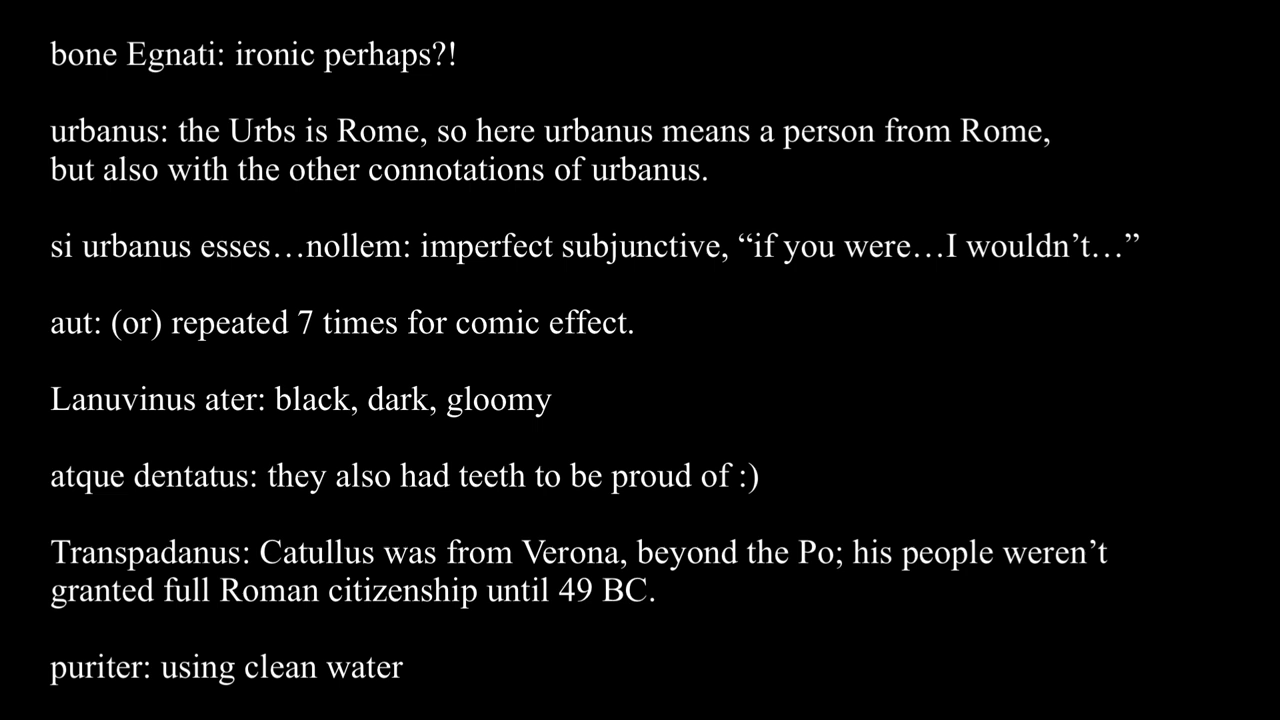 bone Egnati: ironic perhaps?!
urbanus: the Urbs is Rome, so here urbanus means a person from Rome,
but also with the other connotations of urbanus.
si urbanus esses…nollem: imperfect subjunctive, “if you were…I wouldn’t…”
aut: (or) repeated 7 times for comic effect.
Lanuvinus ater: black, dark, gloomy
atque dentatus: they also had teeth to be proud of :)
Transpadanus: Catullus was from Verona, beyond the Po; his people weren’t
granted full Roman citizenship until 49 BC.
puriter: using clean water